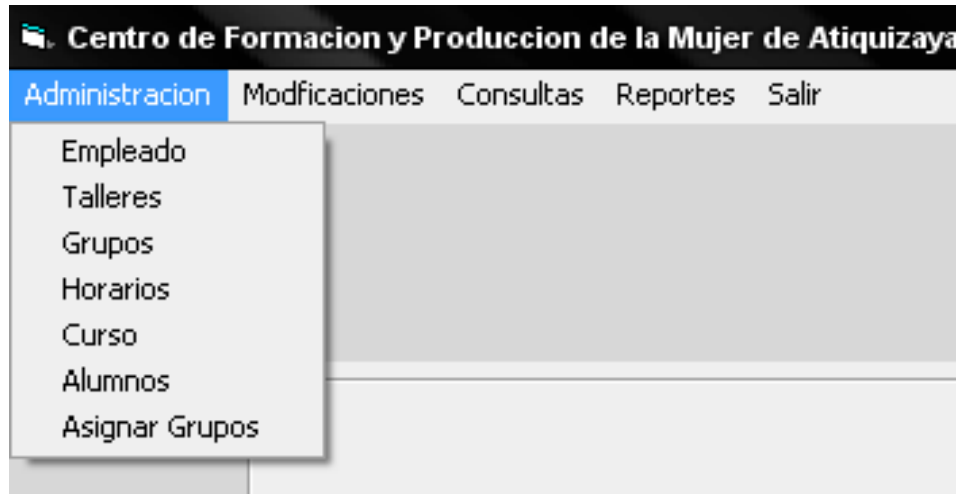 Centro de Formacion y Produccion de la Mujer de Atiquizaya
Administracion Modficaciones Consultas Reportes Salir
Empleado
Talleres
Grupos
Horarios
Curso
Alumnos
Asignar Grupos